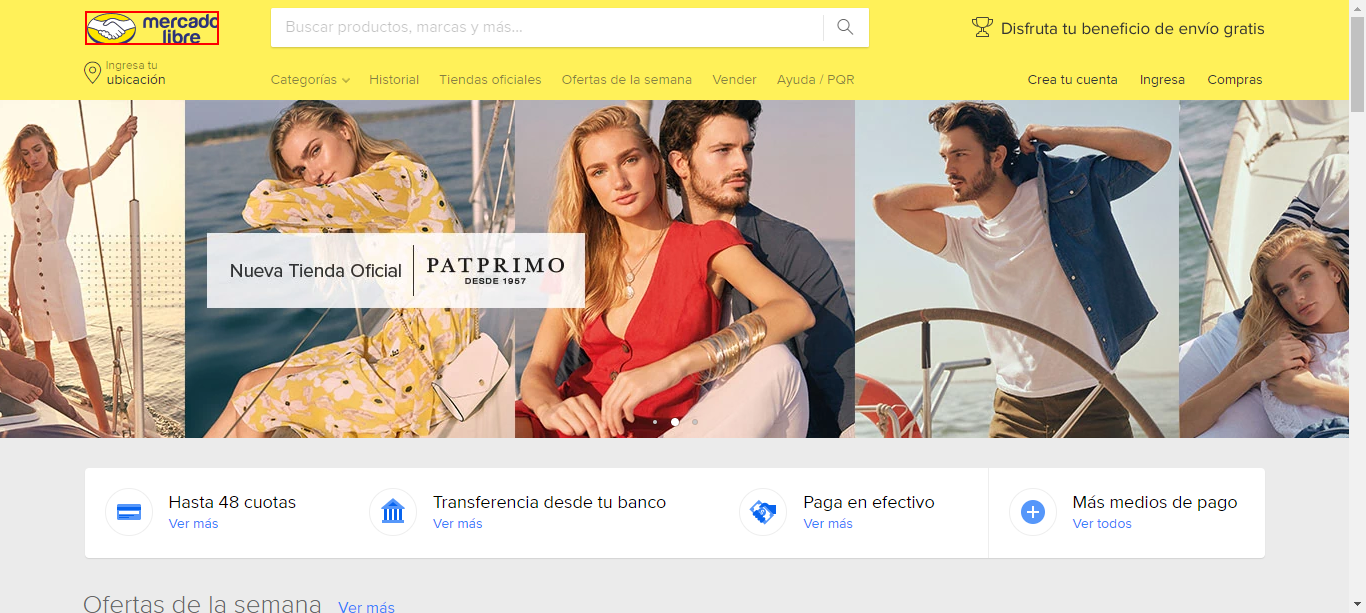 mercado
libre
Buscar productos, marcas y más...
Disfruta tu beneficio de envío gratis
Ingresa tu
ubicación
Categorías
Historial
Tiendas oficiales
Ofertas de la semana
Vender
Ayuda / PQR
Crea tu cuenta
Ingresa
Compras
Nueva Tienda Oficial
PATPRIMO
DESDE 1957
Hasta 48 cuotas
Ver más
Transferencia desde tu banco
Ver más
Paga en efectivo
Ver más
Más medios de pago
Ver todos
Ofertas de la semana
Ver más